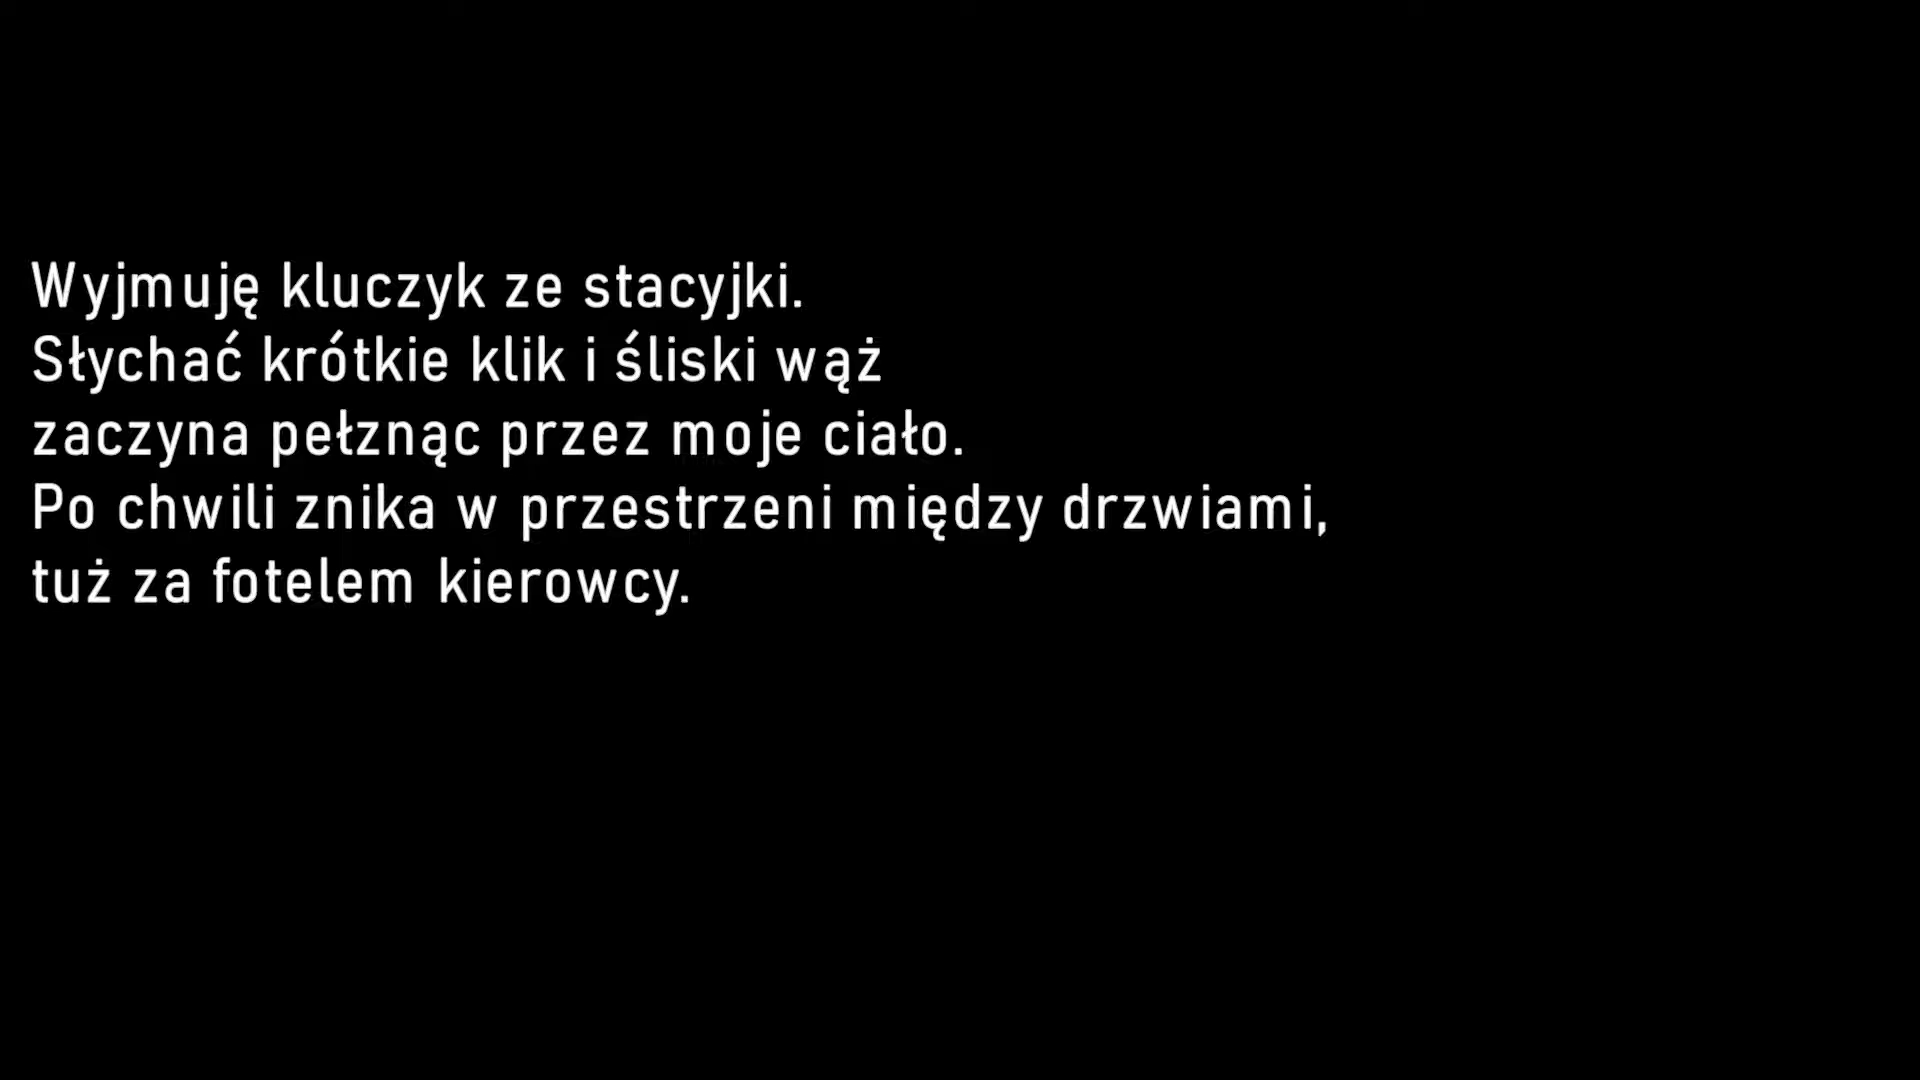 Wyjmuję kluczyk ze stacyjki.
Słychać krótkie klik i śliski wąż
zaczyna pełznąc przez moje ciało.
Po chwili znika w przestrzeni między drzwiami,
tuż za fotelem kierowcy.